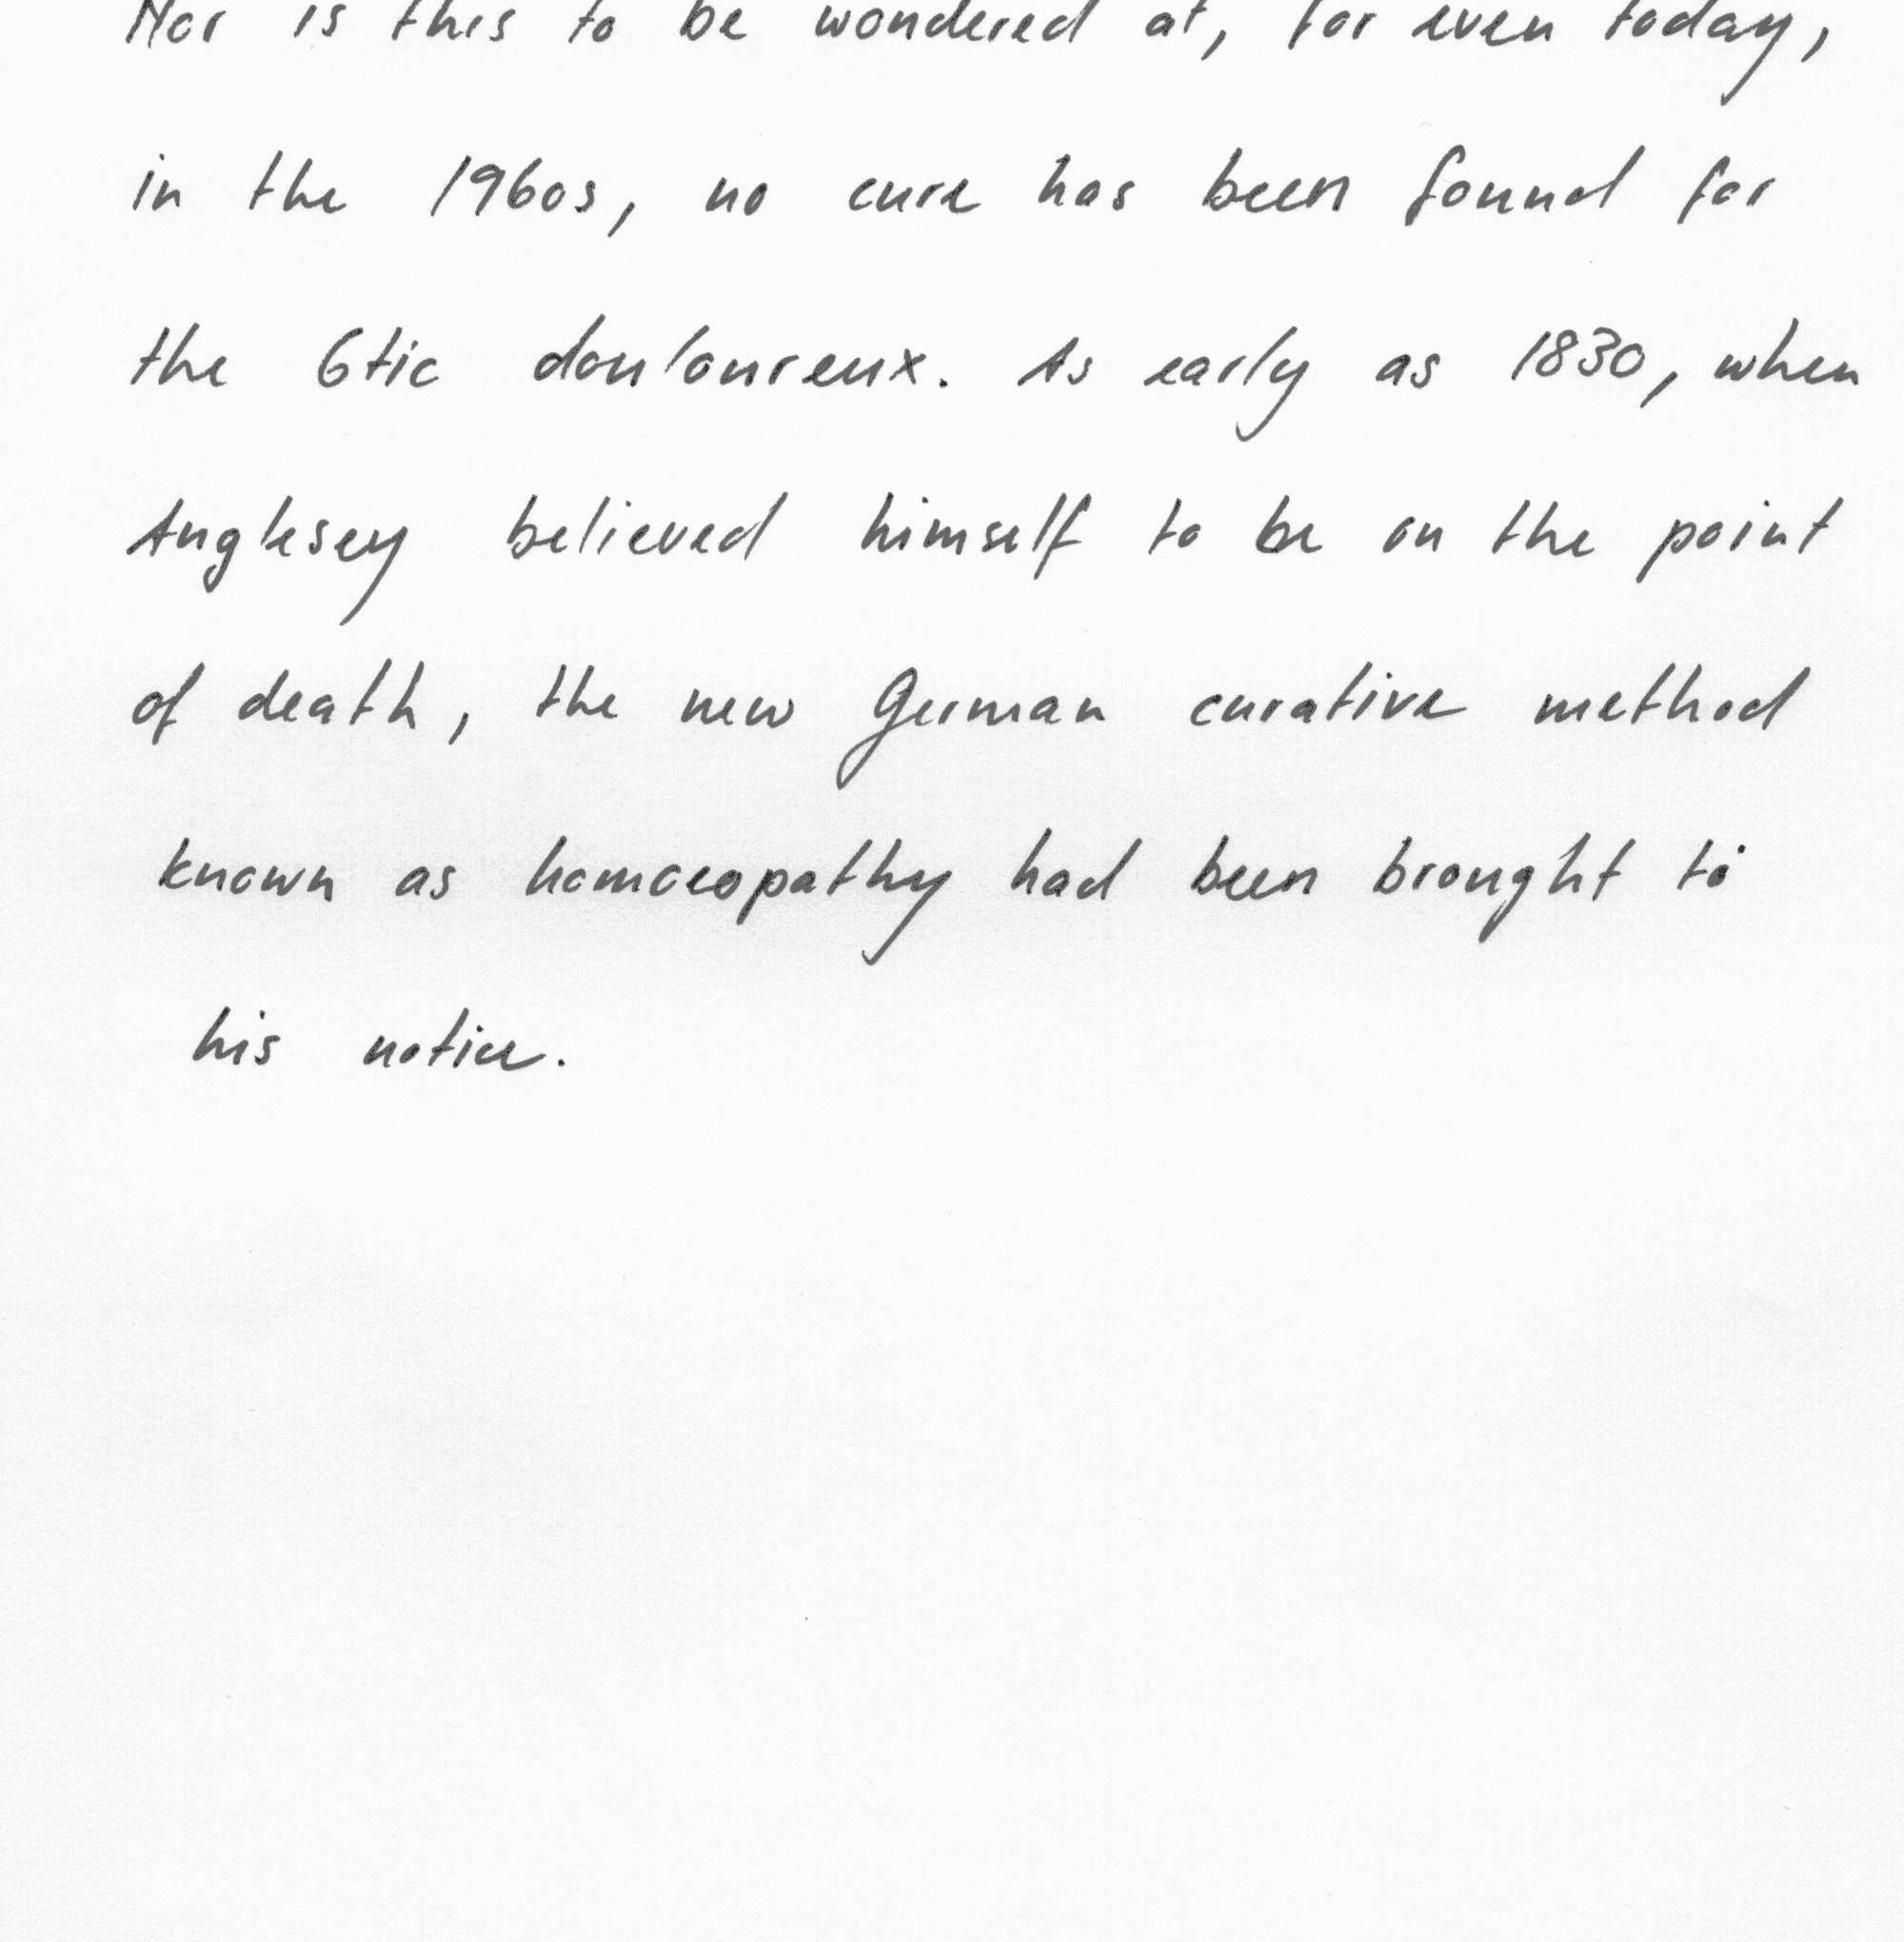 Nor is this to be wondered at, for even today,
in the 1960s, no cure has been found for
the 6tic douloureux. As early as 1830, when
Anglesey believed himself to be on the point
of death, the new German curative method
known as homoeopathy had been brought to
his notice.